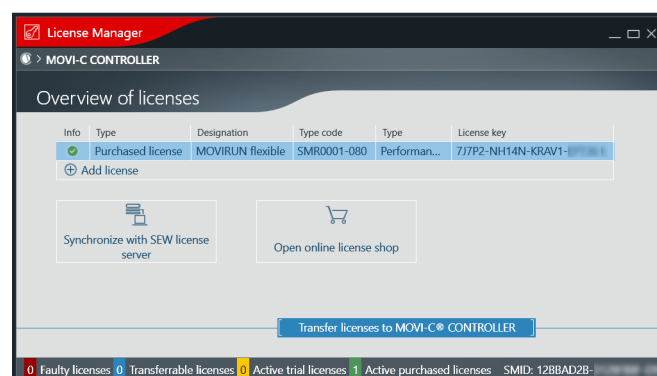 License Manager
> MOVI-C CONTROLLER
Overview of licenses
Info Type Designation Type code Type License key
Purchased license MOVIRUN flexible SMR0001-080 Performan... 7J7P2-NH14N-KRAV1-
Add license
Synchronize with SEW license
server
Open online license shop
Transfer licenses to MOVI-C® CONTROLLER
0 Faulty licenses 0 Transferrable licenses 0 Active trial licenses 1 Active purchased licenses SMID: 12BBAD2B-